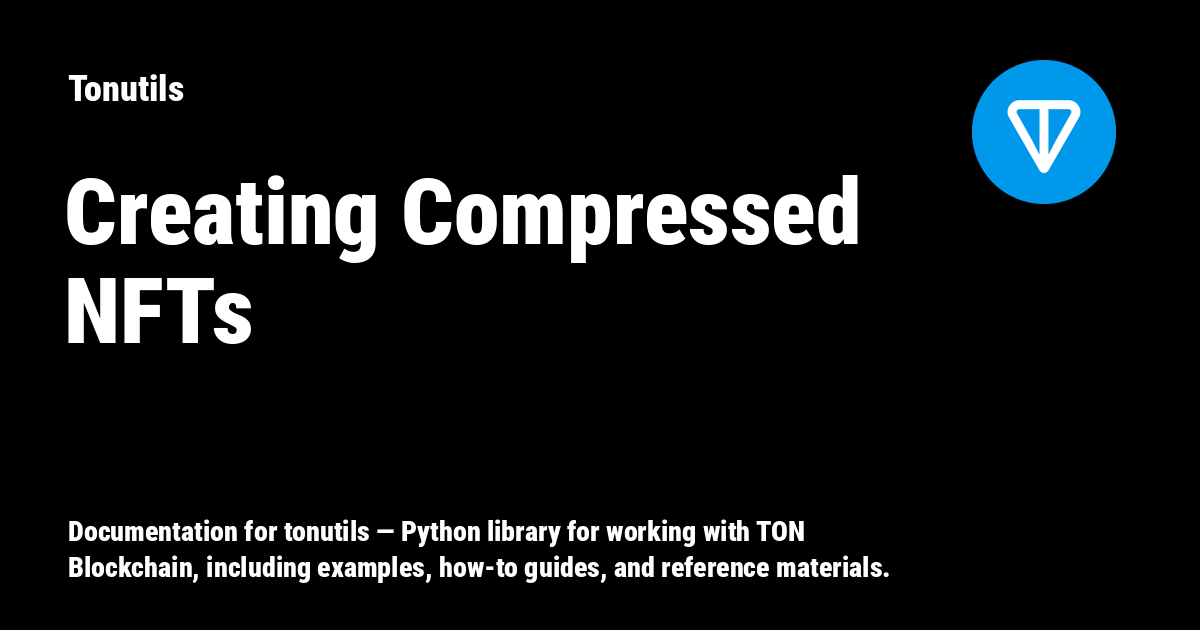 Tonutils
Creating Compressed
NFTs
Documentation for tonutils — Python library for working with TON
Blockchain, including examples, how-to guides, and reference materials.